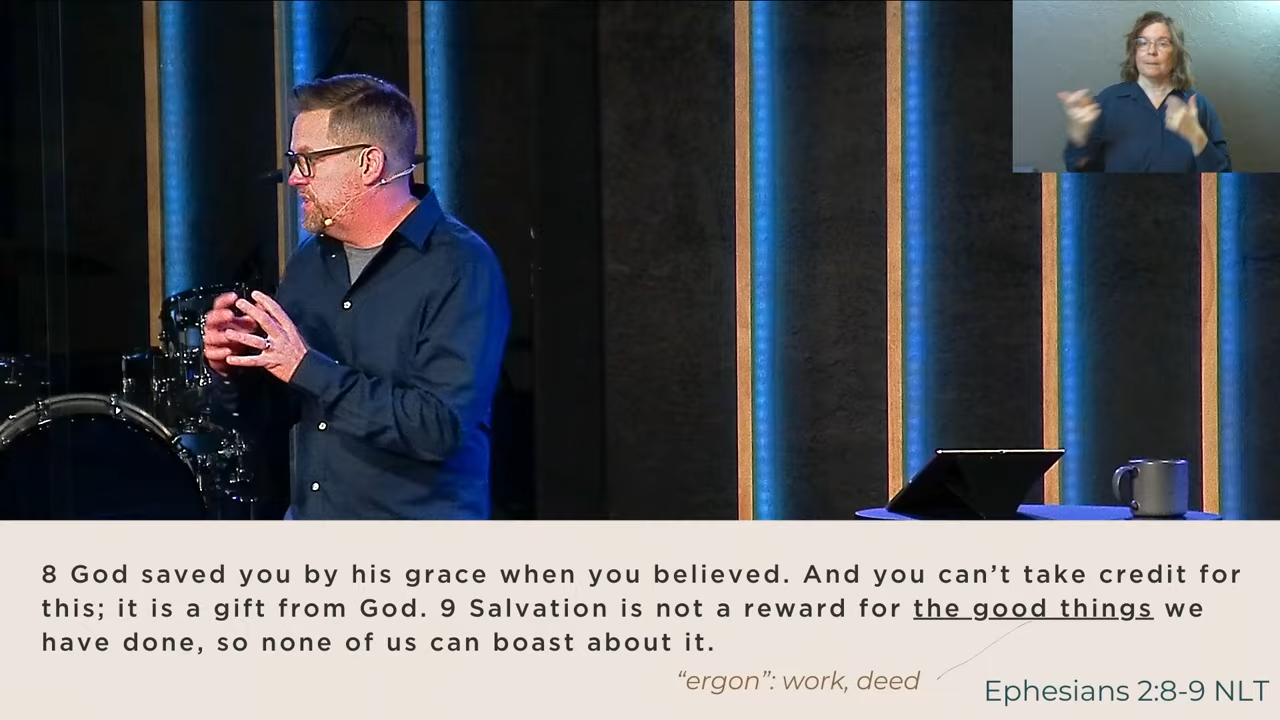 8 God saved you by his grace when you believed. And you can’t take credit for
this; it is a gift from God. 9 Salvation is not a reward for the good things we
have done, so none of us can boast about it.
“ergon”: work, deed
Ephesians 2:8-9 NLT